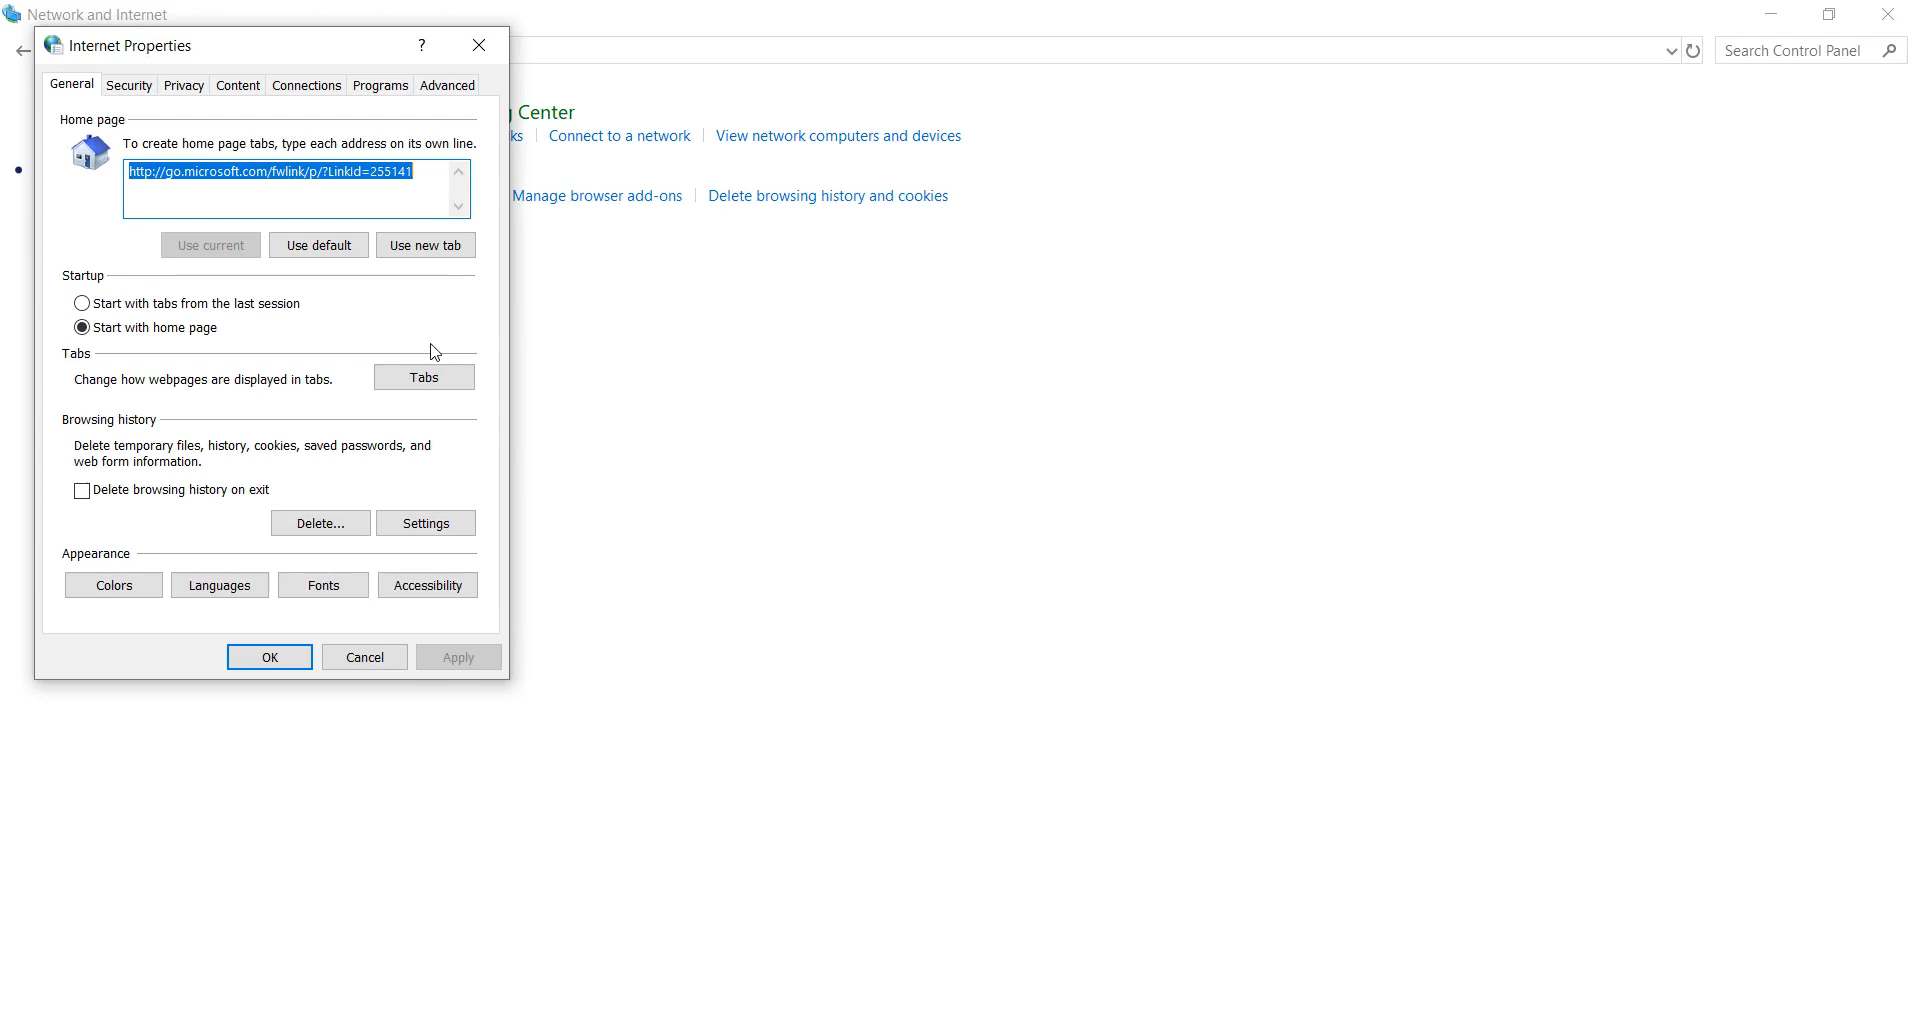 Network and Internet
Internet Properties
?
Search Control Panel
General Security Privacy Content Connections Programs Advanced
Center
Home page
ks Connect to a network View network computers and devices
To create home page tabs, type each address on its own line.
http://go.microsoft.com/fwlink/p/?LinkId=255141
Manage browser add-ons Delete browsing history and cookies
Use current Use default Use new tab
Startup
Start with tabs from the last session
Start with home page
Tabs
Change how webpages are displayed in tabs. Tabs
Browsing history
Delete temporary files, history, cookies, saved passwords, and
web form information.
Delete browsing history on exit
Delete... Settings
Appearance
Colors Languages Fonts Accessibility
OK Cancel Apply